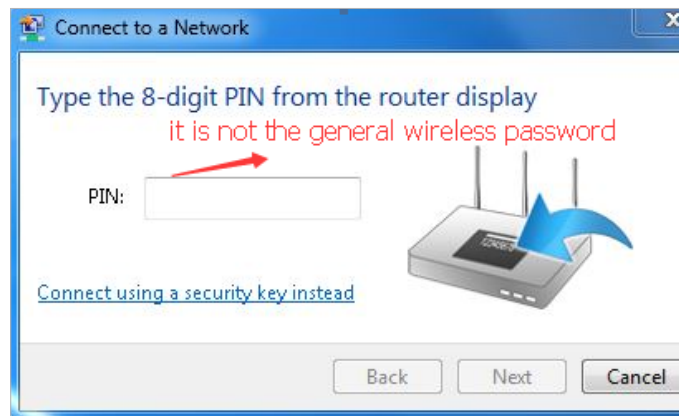 Connect to a Network
Type the 8-digit PIN from the router display
it is not the general wireless password
PIN:
12345670
Connect using a security key instead
Back Next Cancel